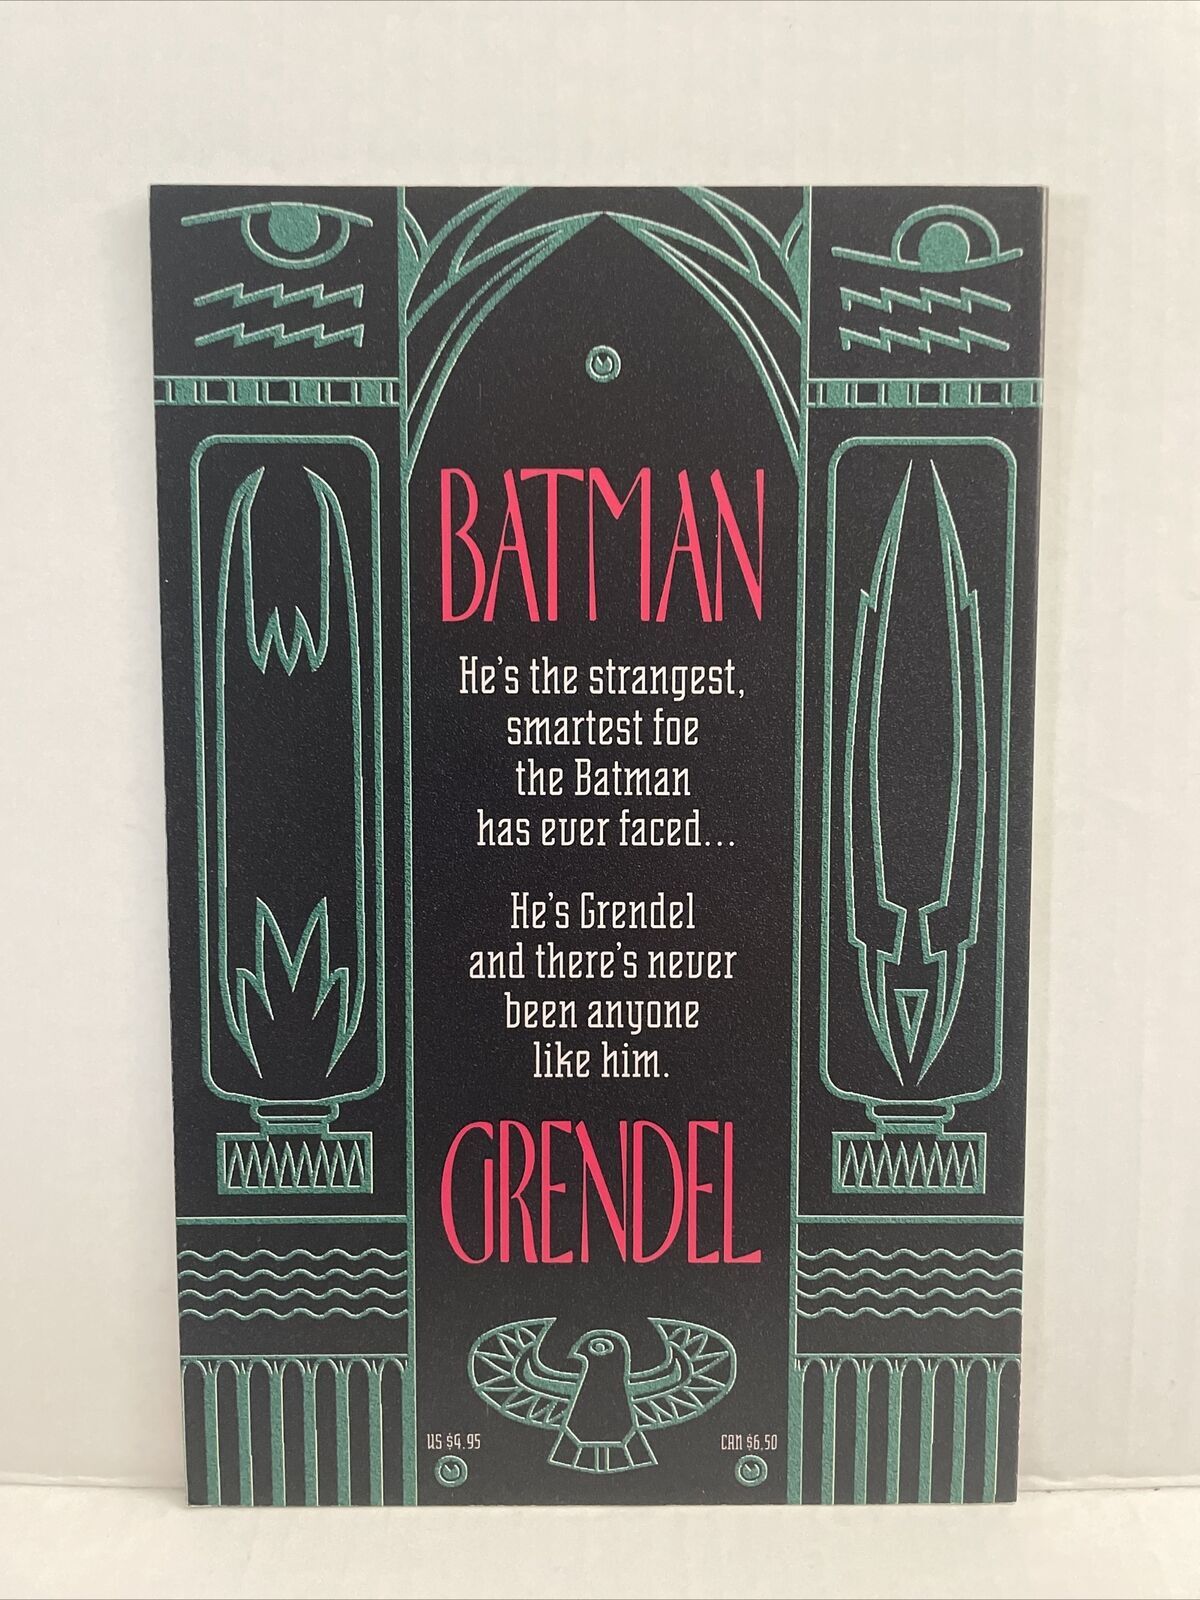 BATMAN
He's the strangest,
smartest foe
the Batman
has ever faced...
He's Grendel
and there's never
been anyone
like him.
GRENDEL
US $4.95
CAN $6.50